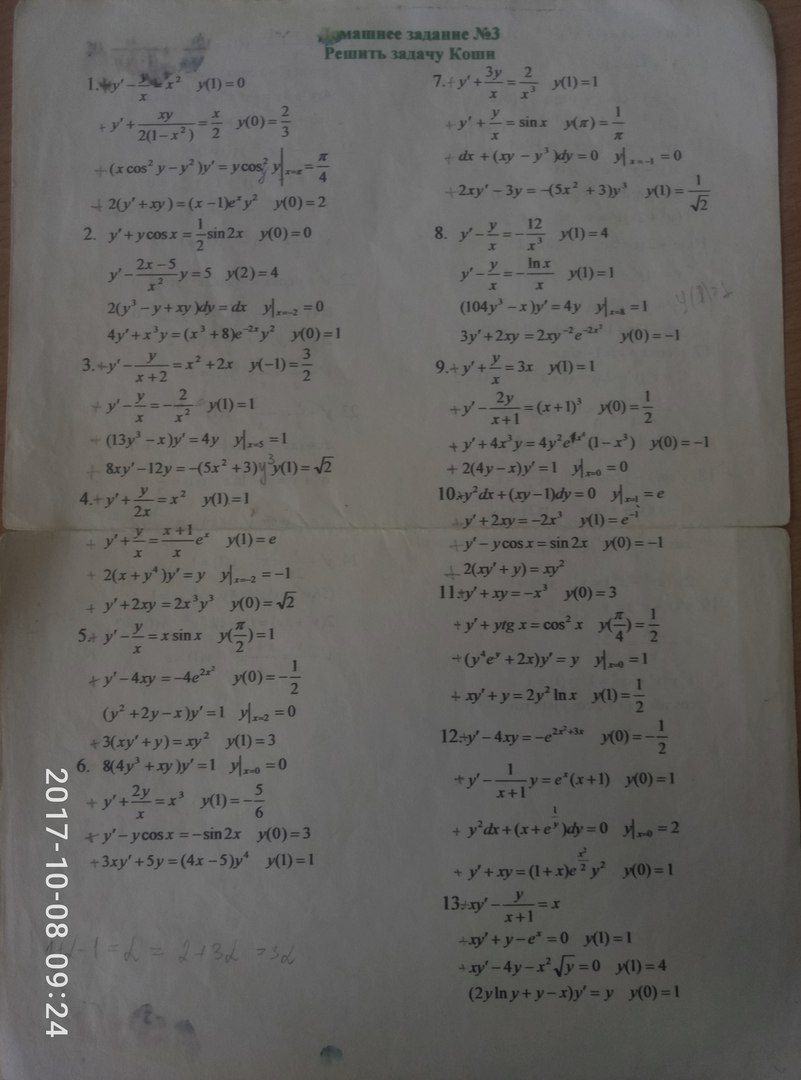 Домашнее задание №3
Решить задачу Коши
1. + y' - y/x = x² y(1) = 0
+ y' + xy/(2(1-x²)) = x/2 y(0) = 2/3
+ (x cos² y - y²)y' = y cos² y y|ₓ₌π = π/4
+ 2(y' + xy) = (x-1)eˣy² y(0) = 2
2. y' + y cos x = 1/2 sin 2x y(0) = 0
y' - (2x-5)/x² y = 5 y(2) = 4
2(y³ - y + xy)dy = dx y|ₓ₌₋₂ = 0
4y' + x³y = (x³ + 8)e⁻²ˣy² y(0) = 1
3. + y' - y/(x+2) = x² + 2x y(-1) = 3/2
+ y' - y/x = - 2/x² y(1) = 1
+ (13y³ - x)y' = 4y y|ₓ₌₅ = 1
+ 8xy' - 12y = -(5x² + 3)y³ y(1) = √2
4. + y' + y/(2x) = x² y(1) = 1
+ y' + y/x = (x+1)/x eˣ y(1) = e
+ 2(x + y⁴)y' = y y|ₓ₌₋₂ = -1
+ y' + 2xy = 2x³y³ y(0) = √2
5. + y' - y/x = x sin x y(π/2) = 1
+ y' - 4xy = -4e^(2x²) y(0) = - 1/2
(y² + 2y - x)y' = 1 y|ₓ₌₂ = 0
+ 3(xy' + y) = xy² y(1) = 3
6. 8(4y³ + xy)y' = 1 y|ₓ₌₀ = 0
+ y' + 2y/x = x³ y(1) = - 5/6
+ y' - y cos x = - sin 2x y(0) = 3
+ 3xy' + 5y = (4x - 5)y⁴ y(1) = 1
7. + y' + 3y/x = 2/x³ y(1) = 1
+ y' + y/x = sin x y(π) = 1/π
+ dx + (xy - y³)dy = 0 y|ₓ₌₋₁ = 0
+ 2xy' - 3y = -(5x² + 3)y³ y(1) = 1/√2
8. y' - y/x = - 12/x³ y(1) = 4
y' - y/x = - ln x/x y(1) = 1
(104y³ - x)y' = 4y y|ₓ₌₈ = 1
3y' + 2xy = 2xy⁻²e^(-2x²) y(0) = -1
9. + y' + y/x = 3x y(1) = 1
+ y' - 2y/(x+1) = (x+1)³ y(0) = 1/2
+ y' + 4x³y = 4y²e^(4x)(1 - x³) y(0) = -1
+ 2(4y - x)y' = 1 y|ₓ₌₀ = 0
10. + y²dx + (xy - 1)dy = 0 y|ₓ₌₁ = e
+ y' + 2xy = -2x³ y(1) = e⁻¹
+ y' - y cos x = sin 2x y(0) = -1
+ 2(xy' + y) = xy²
11. + y' + xy = -x³ y(0) = 3
+ y' + ytg x = cos² x y(π/4) = 1/2
+ (y⁴eʸ + 2x)y' = y y|ₓ₌₀ = 1
+ xy' + y = 2y² ln x y(1) = 1/2
12. + y' - 4xy = -e^(2x²+3x) y(0) = - 1/2
+ y' - 1/(x+1) y = eˣ(x+1) y(0) = 1
+ y²dx + (x + e^(1/y))dy = 0 y|ₓ₌₀ = 2
+ y' + xy = (1 + x)e^(x²/2) y² y(0) = 1
13. + xy' - y/(x+1) = x
+ xy' + y - eˣ = 0 y(1) = 1
+ xy' - 4y - x²√y = 0 y(1) = 4
(2y ln y + y - x)y' = y y(0) = 1
2017-10-08 09:24